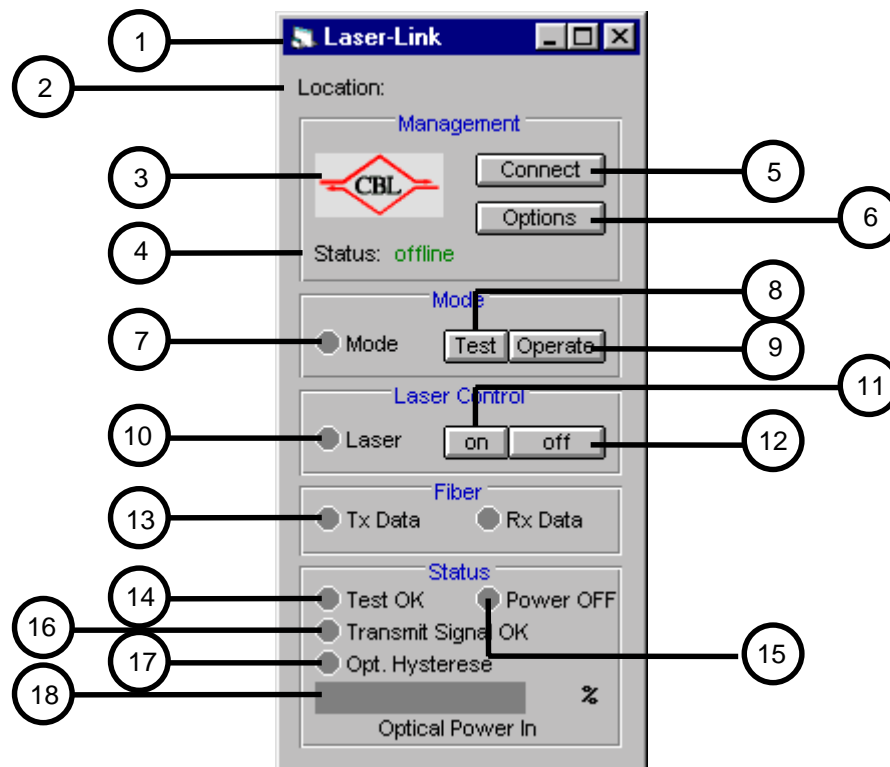 1
Laser-Link
2
Location:
Management
3
CBL
Connect
5
Options
6
4
Status: offline
Mode
8
7
Mode
Test
Operate
9
11
Laser Control
10
Laser
on
off
12
Fiber
13
Tx Data
Rx Data
Status
14
Test OK
Power OFF
16
Transmit Signal OK
15
17
Opt. Hysterese
18
%
Optical Power In